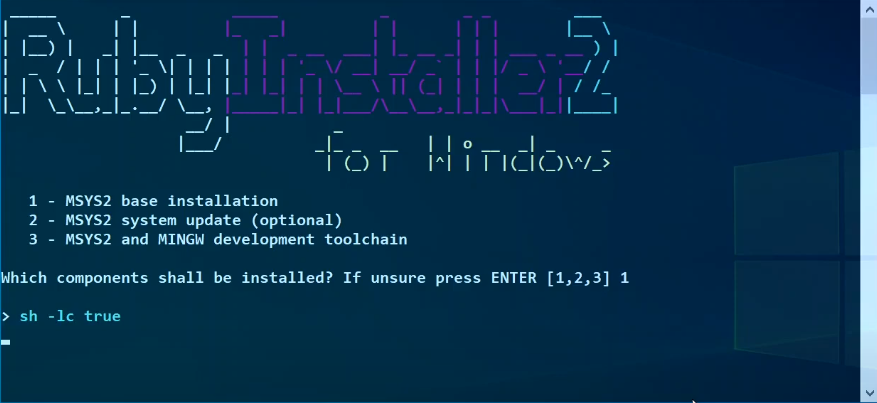 RubyInstaller2
for Windows
1 - MSYS2 base installation
2 - MSYS2 system update (optional)
3 - MSYS2 and MINGW development toolchain
Which components shall be installed? If unsure press ENTER [1,2,3] 1
> sh -lc true